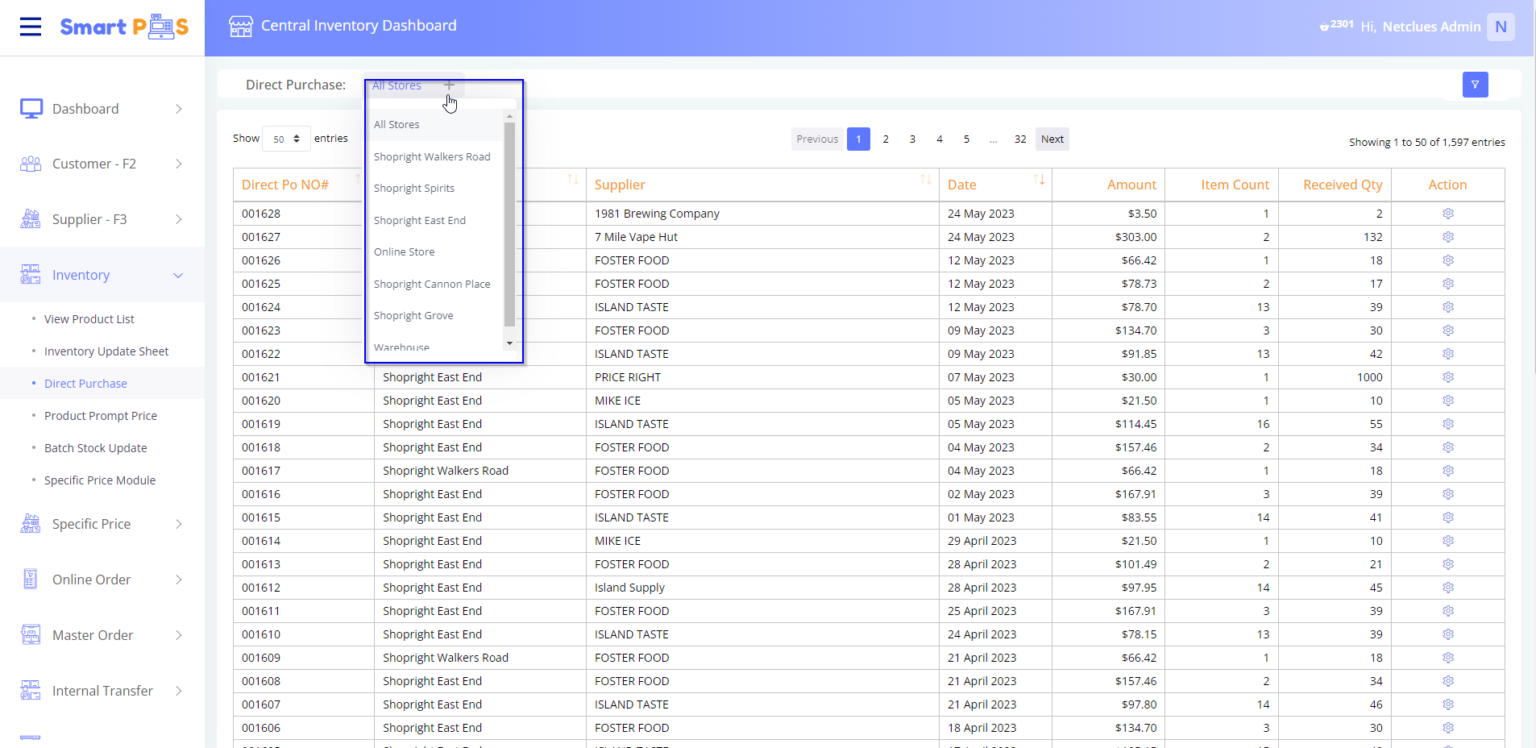 Smart POS
Central Inventory Dashboard
2301 Hi, Netclues Admin N
Direct Purchase: All Stores +
Dashboard
Customer - F2
Supplier - F3
Inventory
View Product List
Inventory Update Sheet
Direct Purchase
Product Prompt Price
Batch Stock Update
Specific Price Module
Specific Price
Online Order
Master Order
Internal Transfer
All Stores
Shopright Walkers Road
Shopright Spirits
Shopright East End
Online Store
Shopright Cannon Place
Shopright Grove
Warehouse
Show 50 entries
Previous 1 2 3 4 5 ... 32 Next
Showing 1 to 50 of 1,597 entries
Direct Po NO# Supplier Date Amount Item Count Received Qty Action
001628 1981 Brewing Company 24 May 2023 $3.50 1 2
001627 7 Mile Vape Hut 24 May 2023 $303.00 2 132
001626 FOSTER FOOD 12 May 2023 $66.42 1 18
001625 FOSTER FOOD 12 May 2023 $78.73 2 17
001624 ISLAND TASTE 12 May 2023 $78.70 13 39
001623 FOSTER FOOD 09 May 2023 $134.70 3 30
001622 ISLAND TASTE 09 May 2023 $91.85 13 42
001621 Shopright East End PRICE RIGHT 07 May 2023 $30.00 1 1000
001620 Shopright East End MIKE ICE 05 May 2023 $21.50 1 10
001619 Shopright East End ISLAND TASTE 05 May 2023 $114.45 16 55
001618 Shopright East End FOSTER FOOD 04 May 2023 $157.46 2 34
001617 Shopright Walkers Road FOSTER FOOD 04 May 2023 $66.42 1 18
001616 Shopright East End FOSTER FOOD 02 May 2023 $167.91 3 39
001615 Shopright East End ISLAND TASTE 01 May 2023 $83.55 14 41
001614 Shopright East End MIKE ICE 29 April 2023 $21.50 1 10
001613 Shopright East End FOSTER FOOD 28 April 2023 $101.49 2 21
001612 Shopright East End Island Supply 28 April 2023 $97.95 14 45
001611 Shopright East End FOSTER FOOD 25 April 2023 $167.91 3 39
001610 Shopright East End ISLAND TASTE 24 April 2023 $78.15 13 39
001609 Shopright Walkers Road FOSTER FOOD 21 April 2023 $66.42 1 18
001608 Shopright East End FOSTER FOOD 21 April 2023 $157.46 2 34
001607 Shopright East End ISLAND TASTE 21 April 2023 $97.80 14 46
001606 Shopright East End FOSTER FOOD 18 April 2023 $134.70 3 30